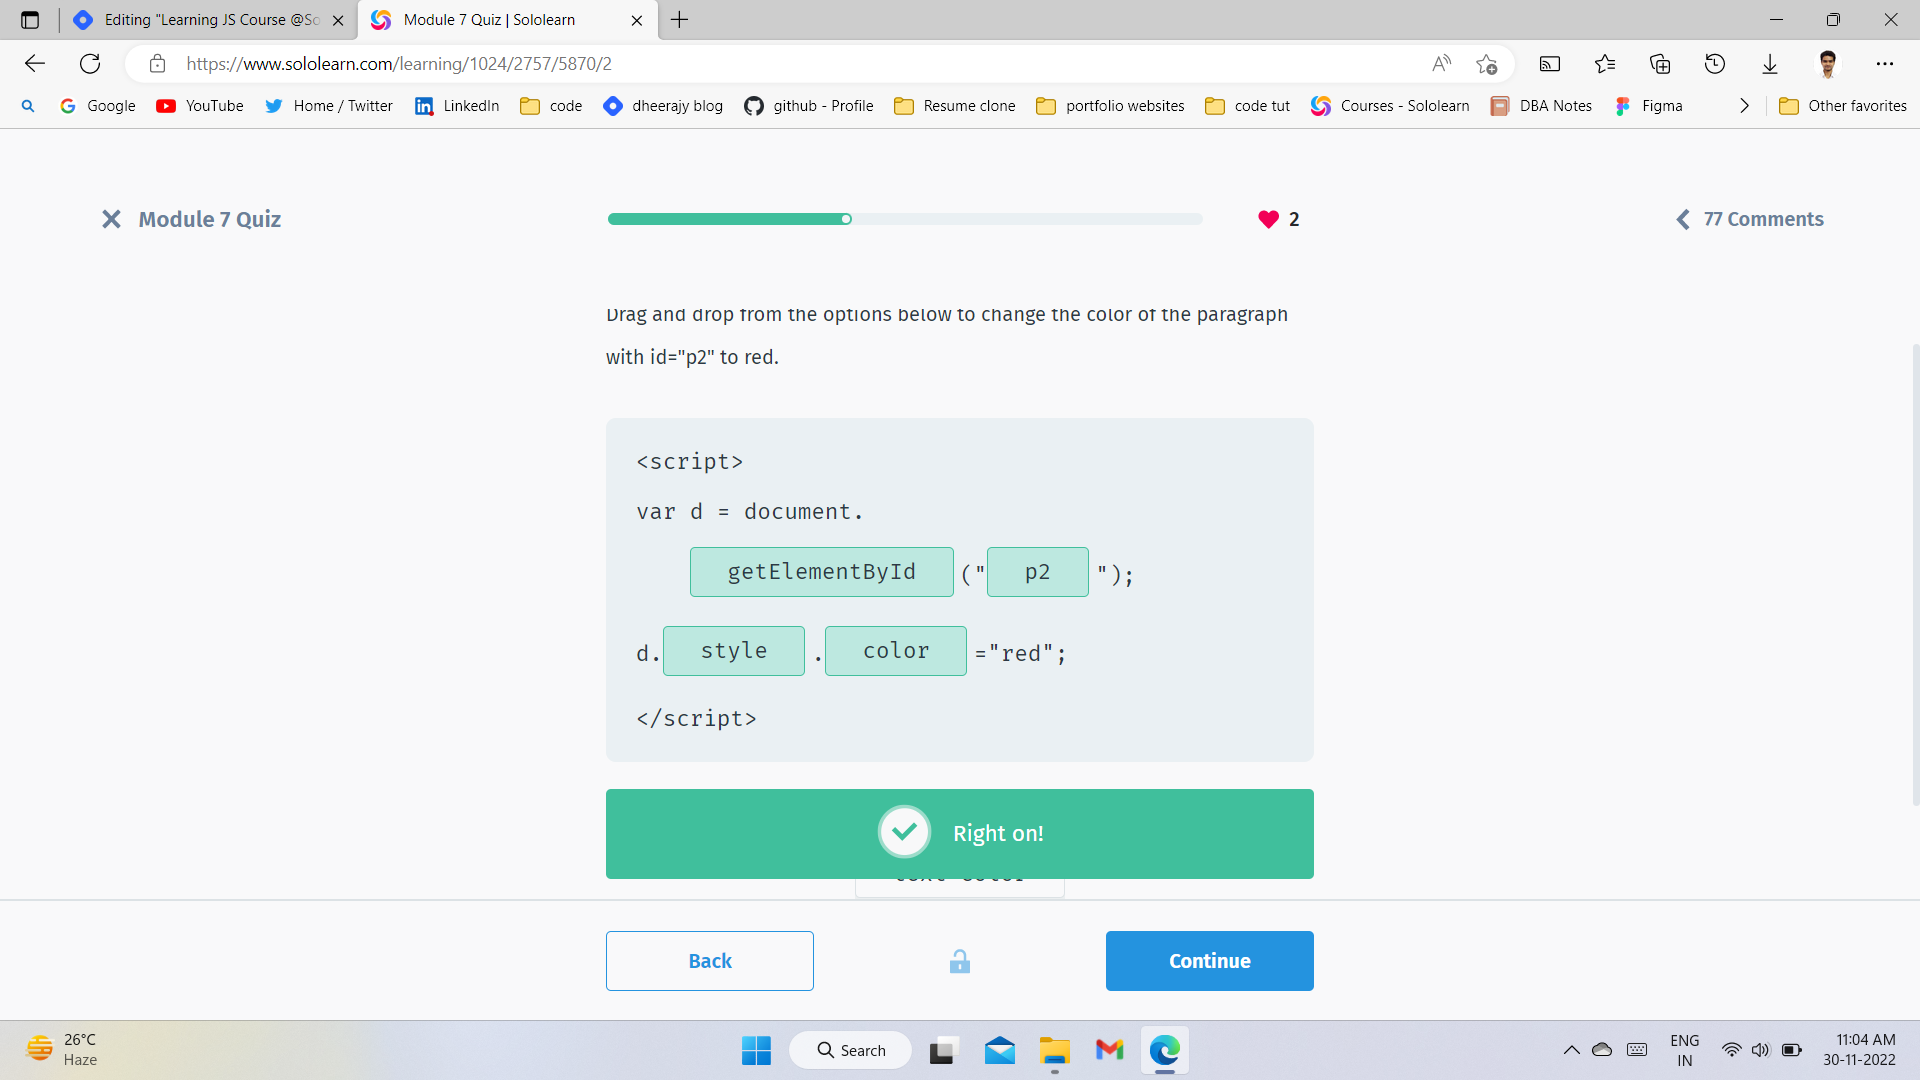 Editing "Learning JS Course @So
Module 7 Quiz | Sololearn
https://www.sololearn.com/learning/1024/2757/5870/2
Google YouTube Home / Twitter LinkedIn code dheerajy blog github - Profile Resume clone portfolio websites code tut Courses - Sololearn DBA Notes Figma Other favorites
Module 7 Quiz
2
77 Comments
Drag and drop from the options below to change the color of the paragraph
with id="p2" to red.
<script>
var d = document.
getElementById ("p2");
d.style.color="red";
</script>
Right on!
Back
Continue
26°C
Haze
Search
ENG
IN
11:04 AM
30-11-2022